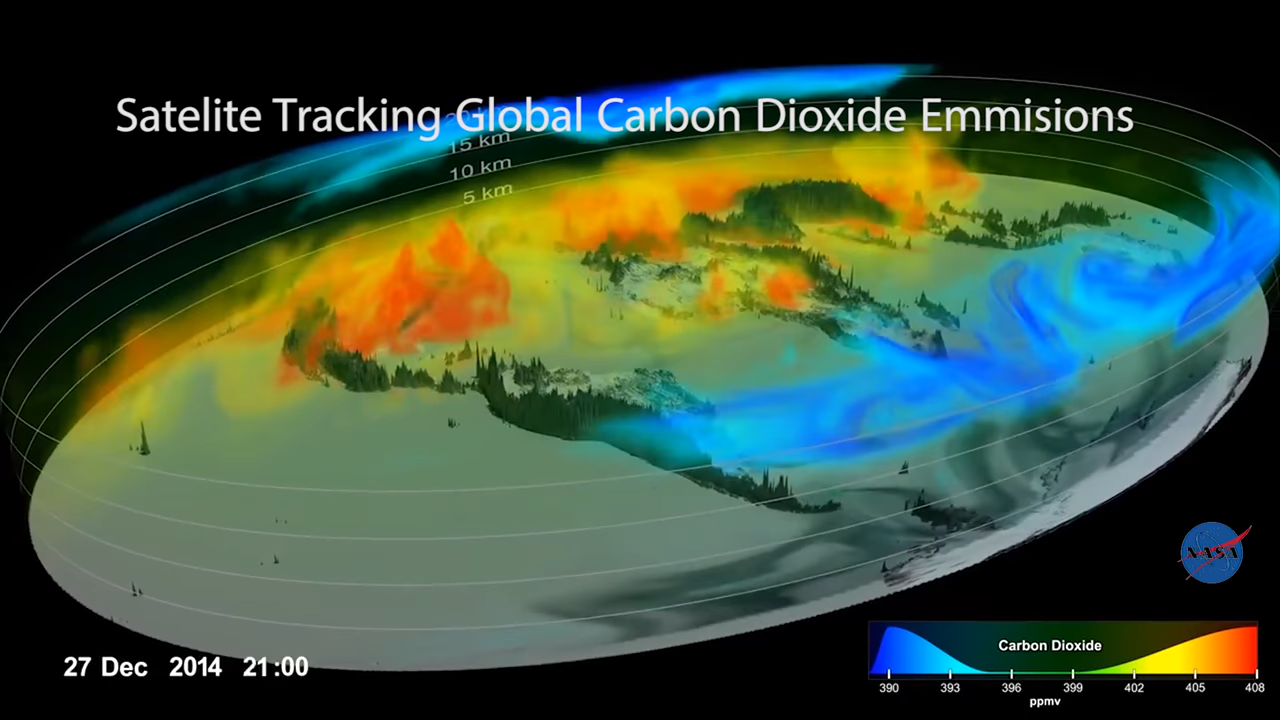 Satelite Tracking Global Carbon Dioxide Emmisions
15 km
10 km
5 km
NASA
27 Dec 2014 21:00
Carbon Dioxide
390 393 396 399 402 405 408
ppmv